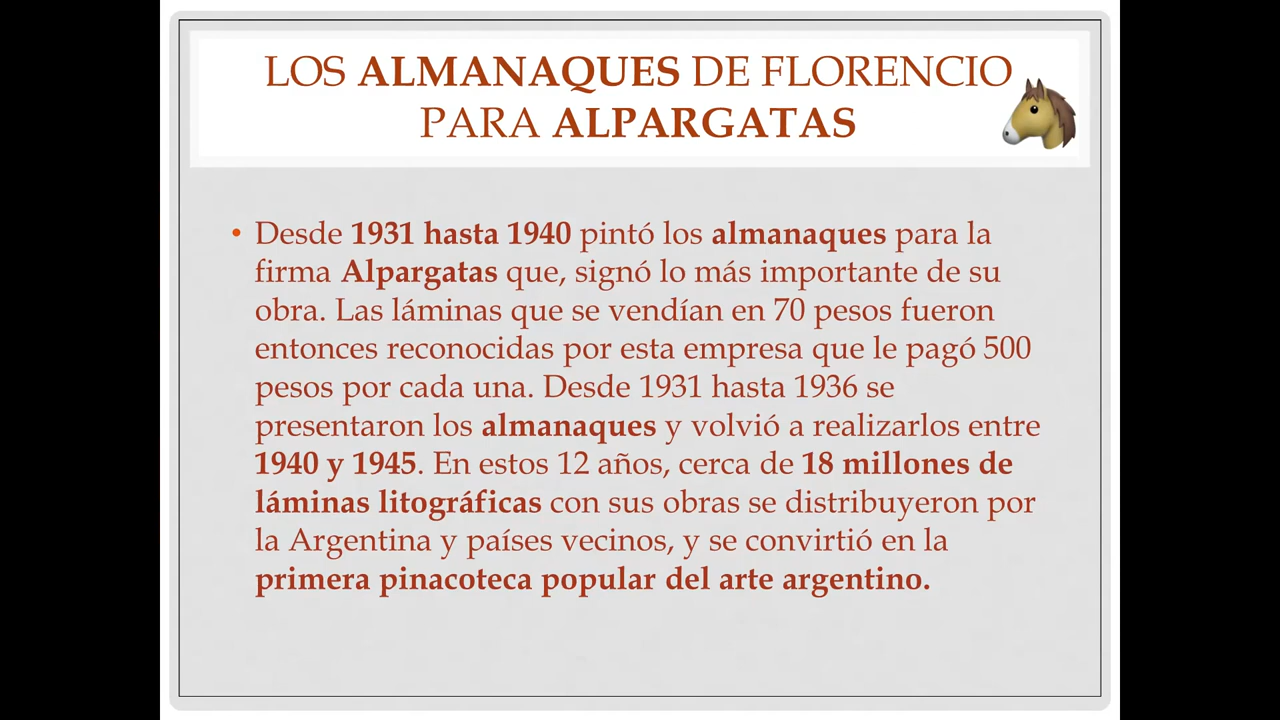 LOS ALMANAQUES DE FLORENCIO
PARA ALPARGATAS
• Desde 1931 hasta 1940 pintó los almanaques para la
firma Alpargatas que, signó lo más importante de su
obra. Las láminas que se vendían en 70 pesos fueron
entonces reconocidas por esta empresa que le pagó 500
pesos por cada una. Desde 1931 hasta 1936 se
presentaron los almanaques y volvió a realizarlos entre
1940 y 1945. En estos 12 años, cerca de 18 millones de
láminas litográficas con sus obras se distribuyeron por
la Argentina y países vecinos, y se convirtió en la
primera pinacoteca popular del arte argentino.